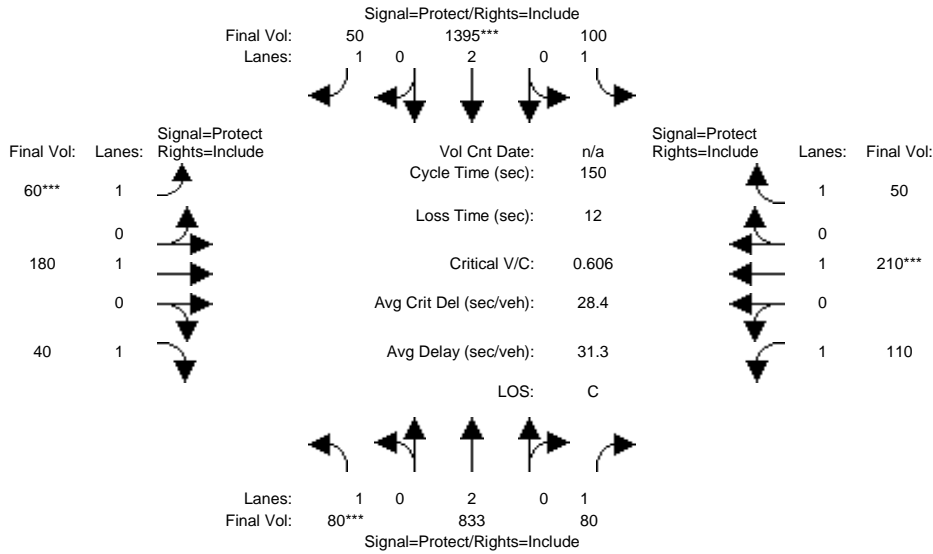 Signal=Protect/Rights=Include
Final Vol: 50 1395*** 100
Lanes: 1 0 2 0 1
Signal=Protect Signal=Protect
Final Vol: Lanes: Rights=Include Vol Cnt Date: n/a Rights=Include Lanes: Final Vol:
Cycle Time (sec): 150
60*** 1 1 50
Loss Time (sec): 12
0 0
180 1 Critical V/C: 0.606 1 210***
0 Avg Crit Del (sec/veh): 28.4 0
40 1 Avg Delay (sec/veh): 31.3 1 110
LOS: C
Lanes: 1 0 2 0 1
Final Vol: 80*** 833 80
Signal=Protect/Rights=Include